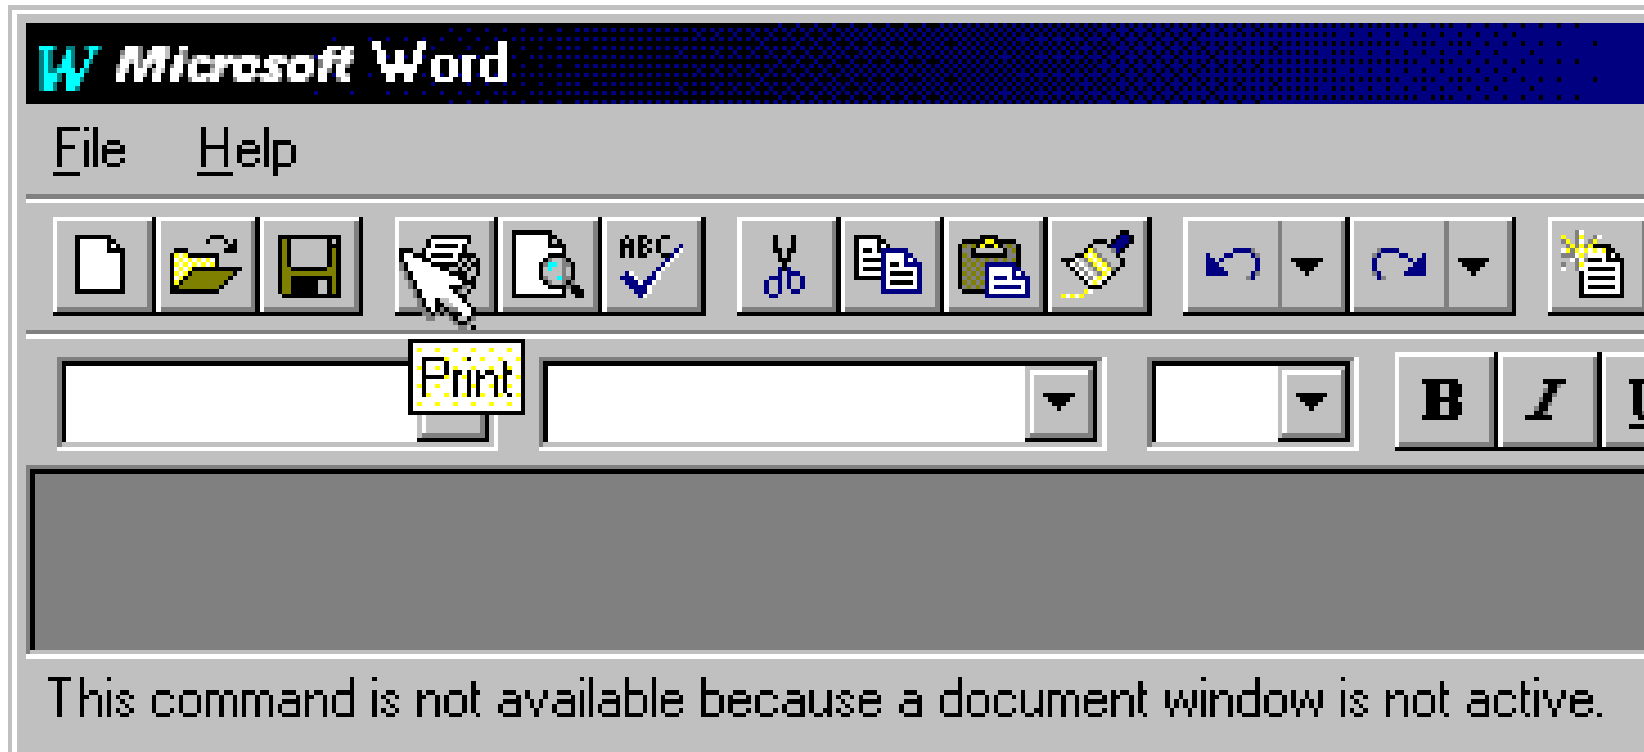 W Microsoft Word
File Help
ABC
Print
B I U
This command is not available because a document window is not active.